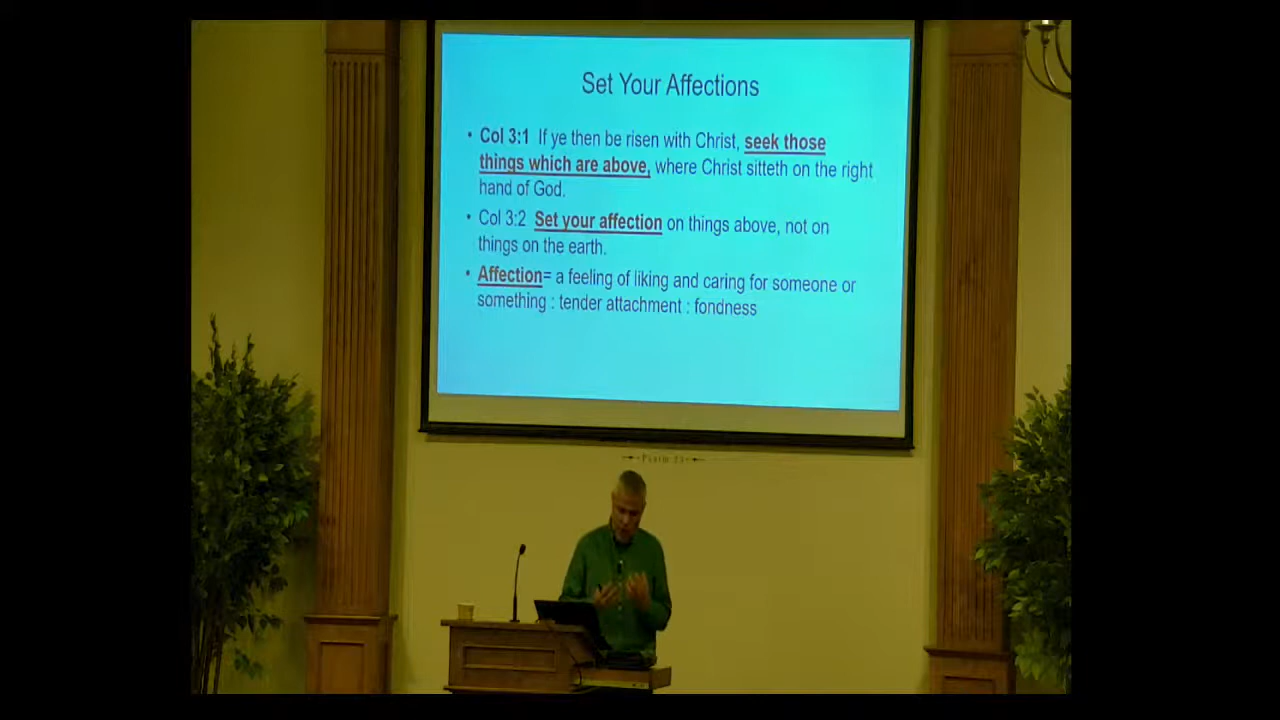 Set Your Affections
• Col 3:1 If ye then be risen with Christ, seek those
things which are above, where Christ sitteth on the right
hand of God.
• Col 3:2 Set your affection on things above, not on
things on the earth.
• Affection= a feeling of liking and caring for someone or
something : tender attachment : fondness
Psalm